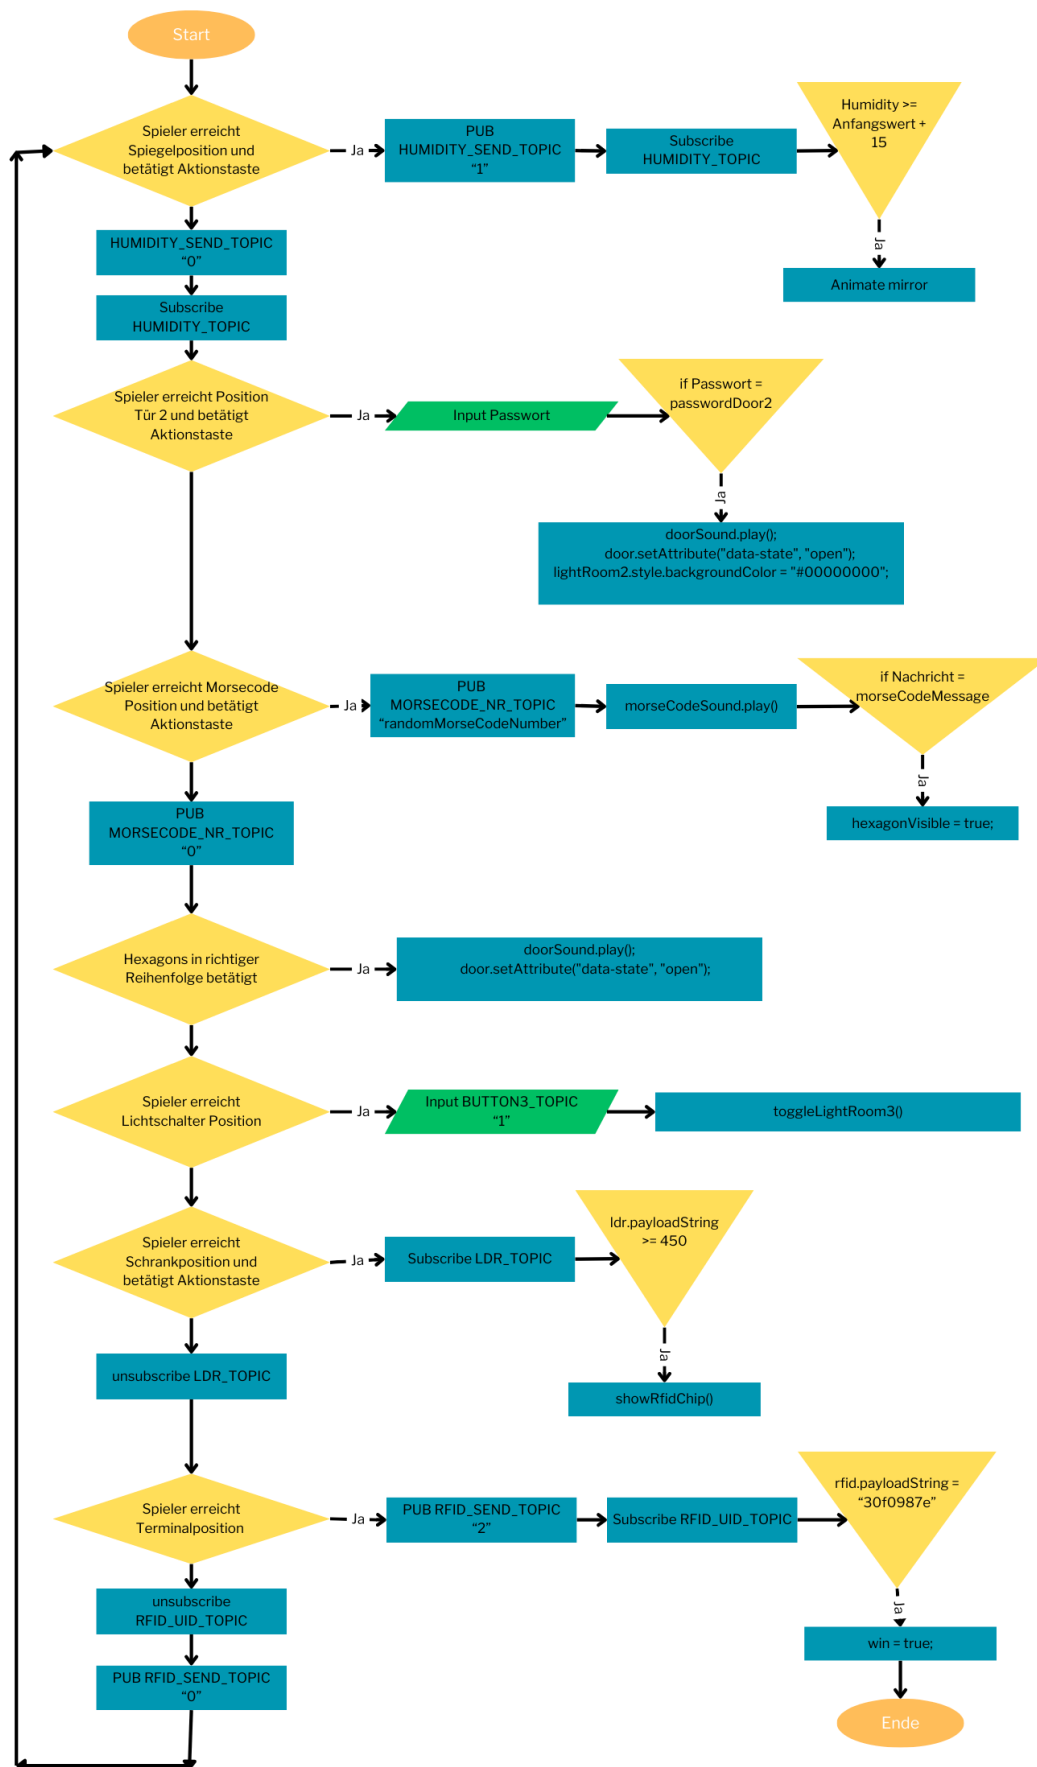 Start
Spieler erreicht
Spiegelposition und
betätigt Aktionstaste
Ja
PUB
HUMIDITY_SEND_TOPIC
“1”
Subscribe
HUMIDITY_TOPIC
Humidity >=
Anfangswert +
15
Ja
Animate mirror
HUMIDITY_SEND_TOPIC
“0”
Subscribe
HUMIDITY_TOPIC
Spieler erreicht Position
Tür 2 und betätigt
Aktionstaste
Ja
Input Passwort
if Passwort =
passwordDoor2
Ja
doorSound.play();
door.setAttribute("data-state", "open");
lightRoom2.style.backgroundColor = "#00000000";
Spieler erreicht Morsecode
Position und betätigt
Aktionstaste
Ja
PUB
MORSECODE_NR_TOPIC
“randomMorseCodeNumber”
morseCodeSound.play()
if Nachricht =
morseCodeMessage
Ja
hexagonVisible = true;
PUB
MORSECODE_NR_TOPIC
“0”
Hexagons in richtiger
Reihenfolge betätigt
Ja
doorSound.play();
door.setAttribute("data-state", "open");
Spieler erreicht
Lichtschalter Position
Ja
Input BUTTON3_TOPIC
“1”
toggleLightRoom3()
Spieler erreicht
Schrankposition und
betätigt Aktionstaste
Ja
Subscribe LDR_TOPIC
ldr.payloadString
>= 450
Ja
showRfidChip()
unsubscribe LDR_TOPIC
Spieler erreicht
Terminalposition
Ja
PUB RFID_SEND_TOPIC
“2”
Subscribe RFID_UID_TOPIC
rfid.payloadString =
“30f0987e”
Ja
win = true;
Ende
unsubscribe
RFID_UID_TOPIC
PUB RFID_SEND_TOPIC
“0”